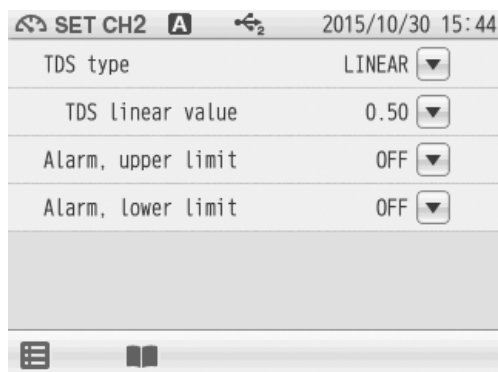 SET CH2 A 2 2015/10/30 15:44
TDS type LINEAR
TDS linear value 0.50
Alarm, upper limit OFF
Alarm, lower limit OFF